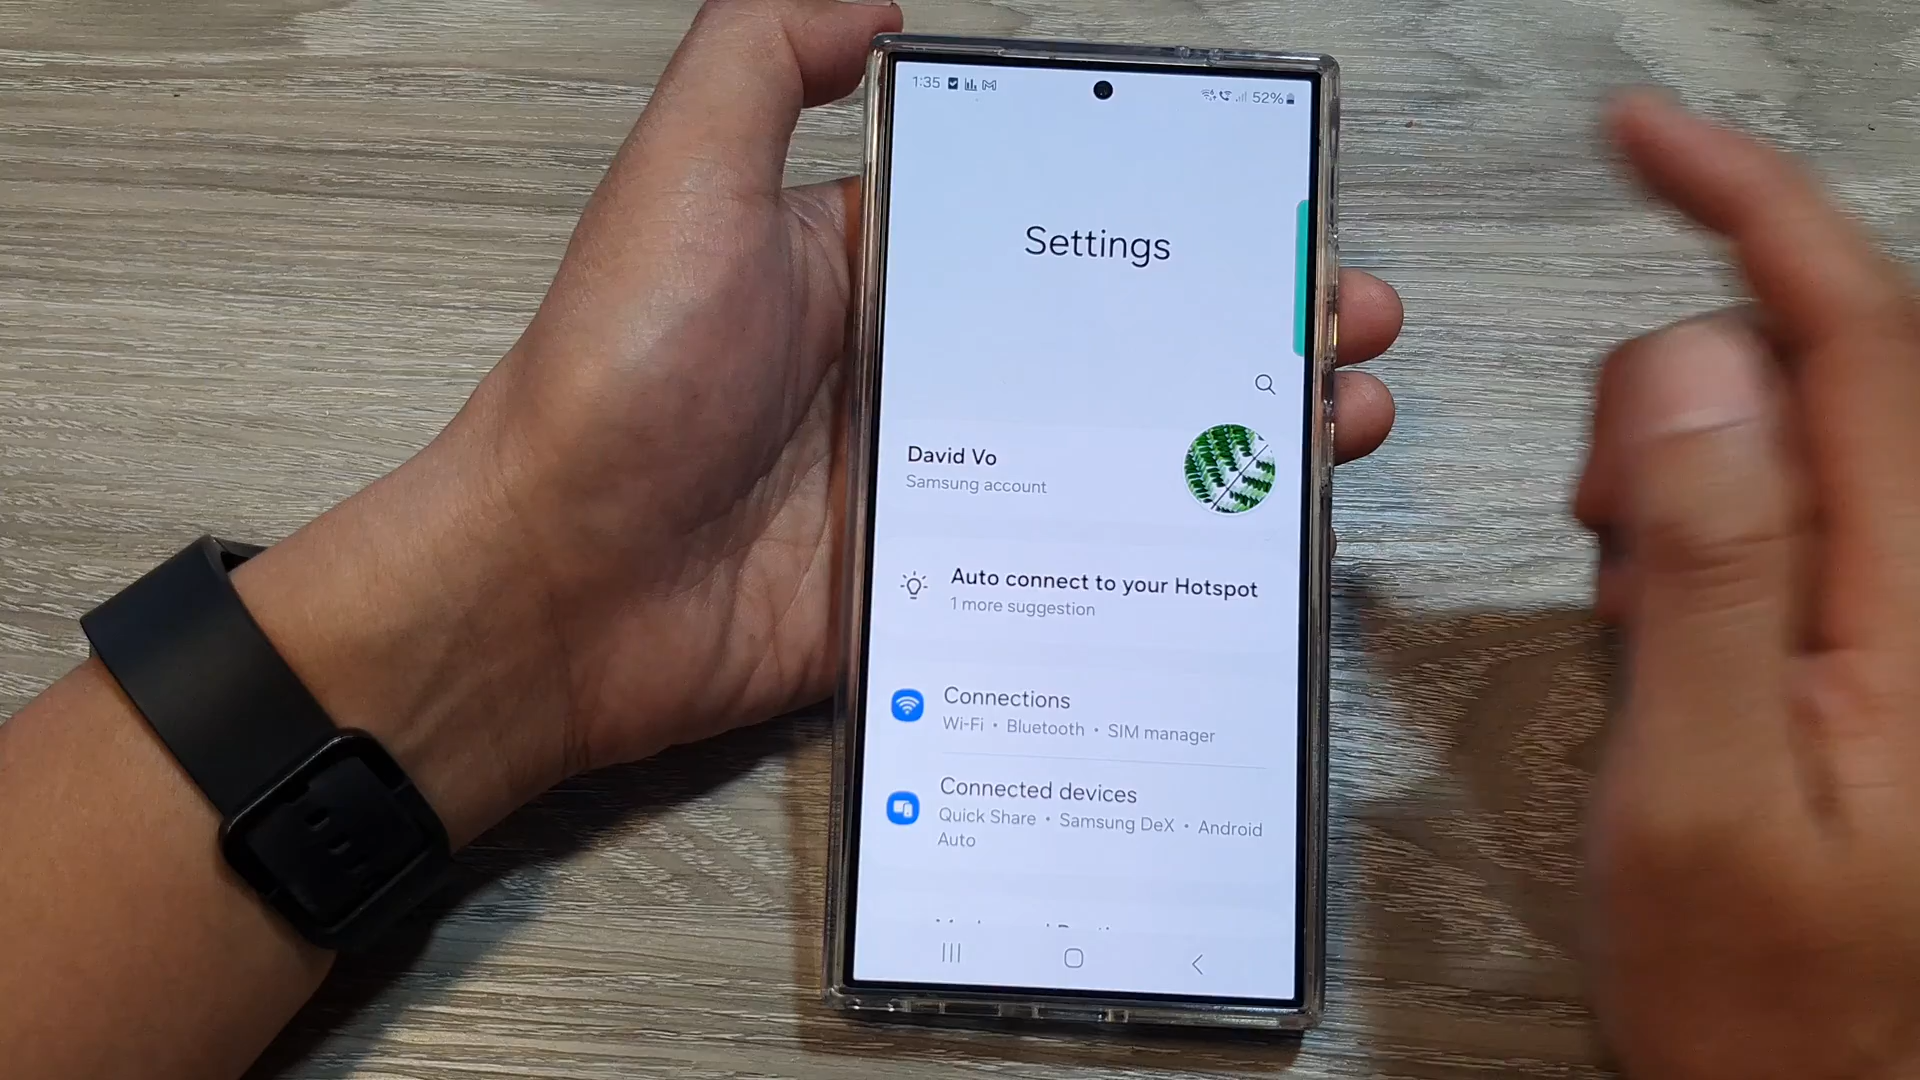 1:35 52%
Settings
David Vo
Samsung account
Auto connect to your Hotspot
1 more suggestion
Connections
Wi-Fi • Bluetooth • SIM manager
Connected devices
Quick Share • Samsung DeX • Android
Auto